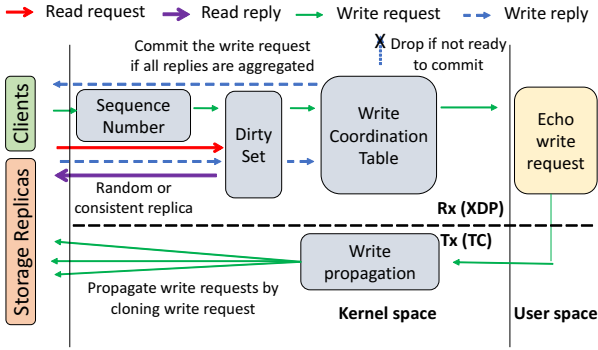 Read request
Read reply
Write request
Write reply
Commit the write request
if all replies are aggregated
X
Drop if not ready
to commit
Clients
Sequence
Number
Dirty
Set
Write
Coordination
Table
Echo
write
request
Storage Replicas
Random or
consistent replica
Rx (XDP)
Tx (TC)
Write
propagation
Propagate write requests by
cloning write request
Kernel space
User space